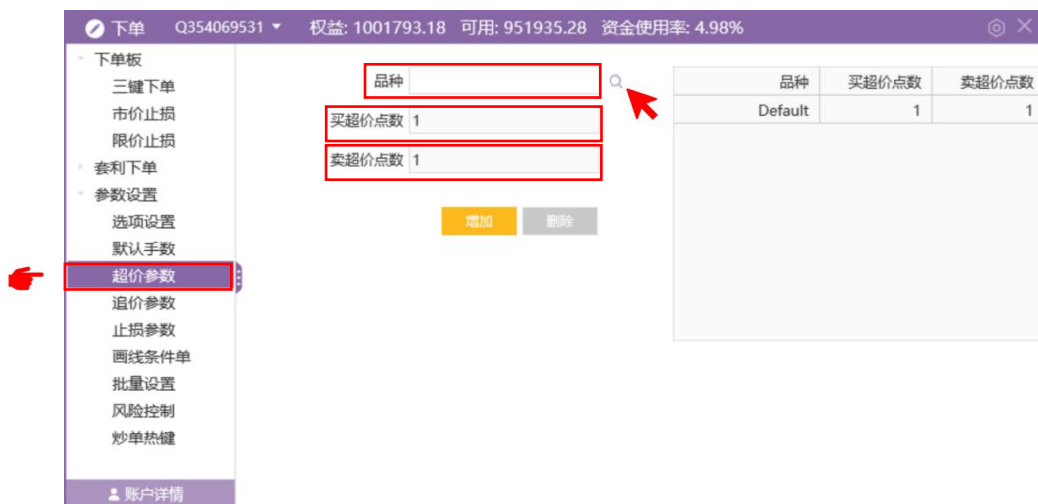 下单 Q354069531 权益: 1001793.18 可用: 951935.28 资金使用率: 4.98%
下单板
三键下单
市价止损
限价止损
套利下单
参数设置
选项设置
默认手数
超价参数
追价参数
止损参数
画线条件单
批量设置
风险控制
炒单热键
账户详情
品种
买超价点数 1
卖超价点数 1
增加 删除
品种 买超价点数 卖超价点数
Default 1 1